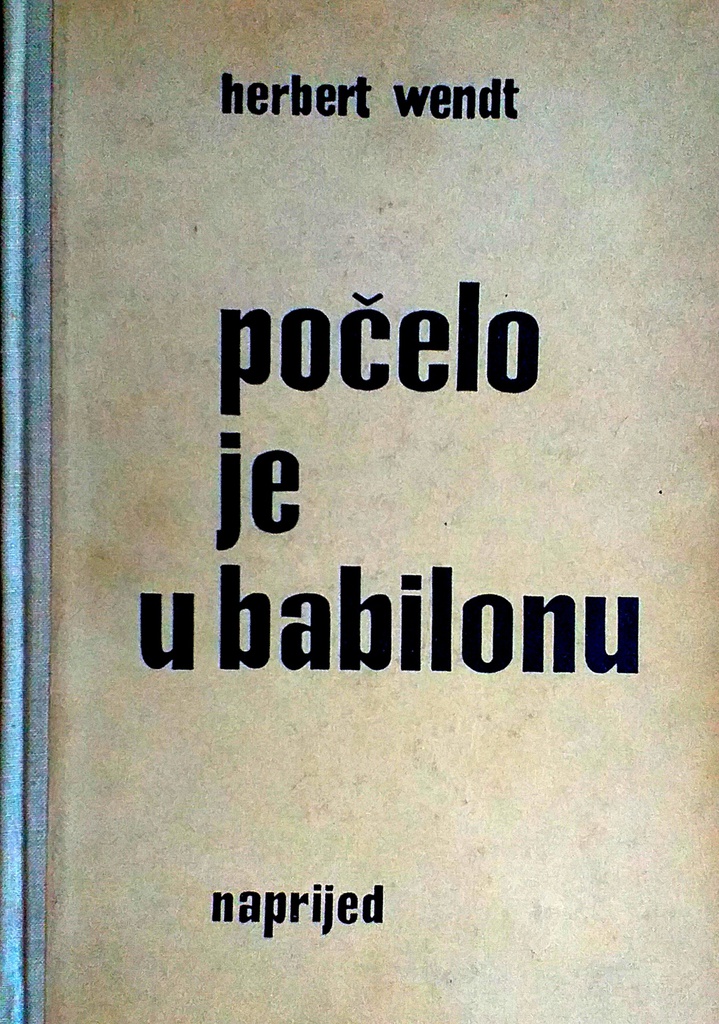 herbert wendt
počelo
je
u babilonu
naprijed